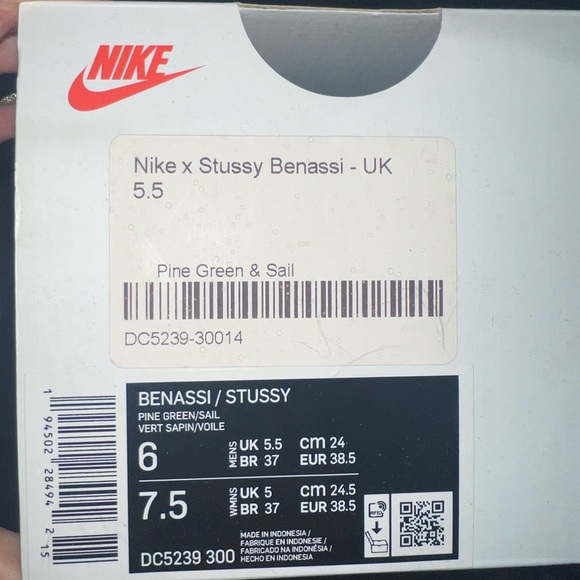 NIKE
Nike x Stussy Benassi - UK
5.5
Pine Green & Sail
DC5239-30014
BENASSI / STUSSY
PINE GREEN/SAIL
VERT SAPIN/VOILE
6 MENS UK 5.5 cm 24
BR 37 EUR 38.5
7.5 WMNS UK 5 cm 24.5
BR 37 EUR 38.5
DC5239 300
MADE IN INDONESIA /
FABRIQUE EN INDONESIE /
FABRICADO NA INDONÉSIA /
HECHO EN INDONESIA
1 94502 28494 2 15